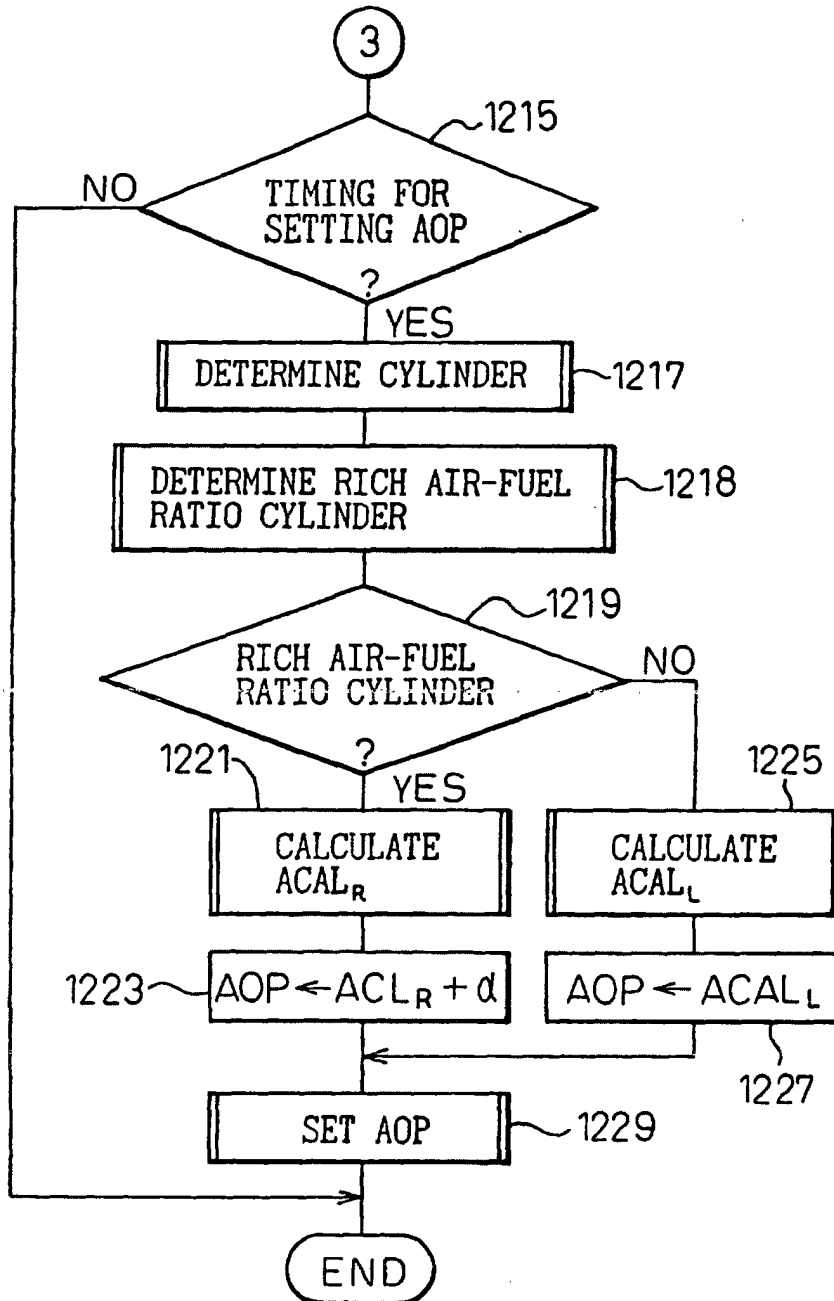 3
1215
NO
TIMING FOR
SETTING AOP
?
YES
DETERMINE CYLINDER
1217
DETERMINE RICH AIR-FUEL
RATIO CYLINDER
1218
1219
RICH AIR-FUEL
RATIO CYLINDER
?
NO
1221
YES
1225
CALCULATE
ACALR
CALCULATE
ACALL
1223
AOP←ACLR+α
AOP←ACALL
1227
SET AOP
1229
END